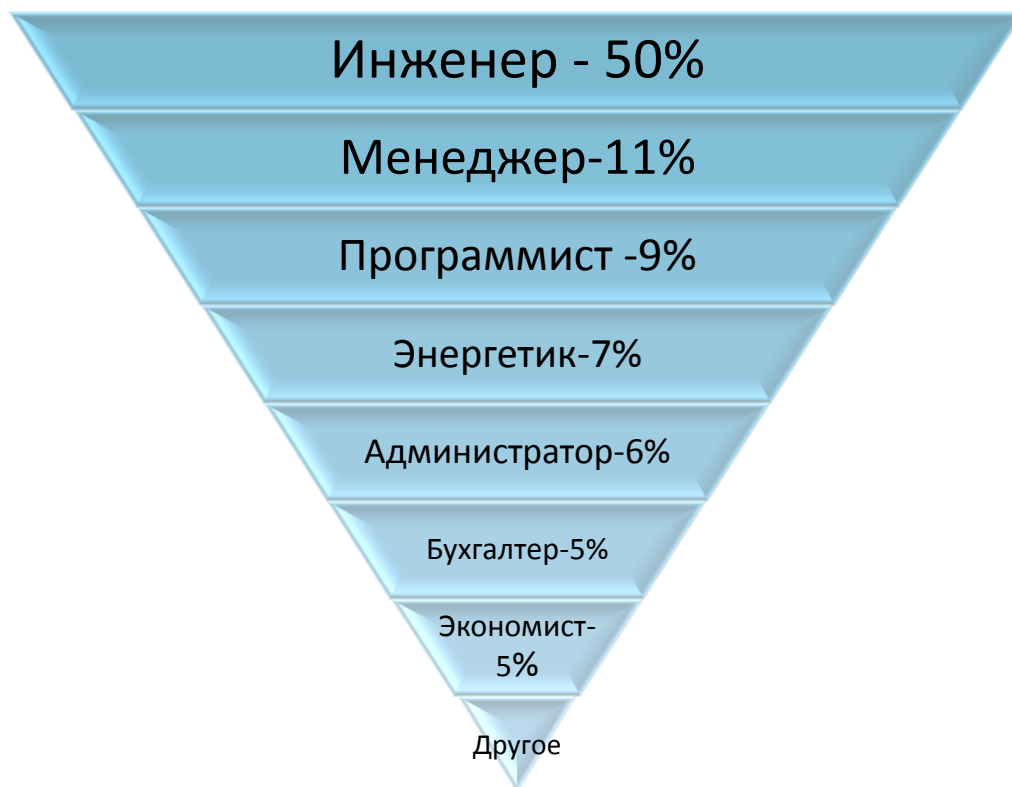 Инженер - 50%
Менеджер-11%
Программист -9%
Энергетик-7%
Администратор-6%
Бухгалтер-5%
Экономист-
5%
Другое